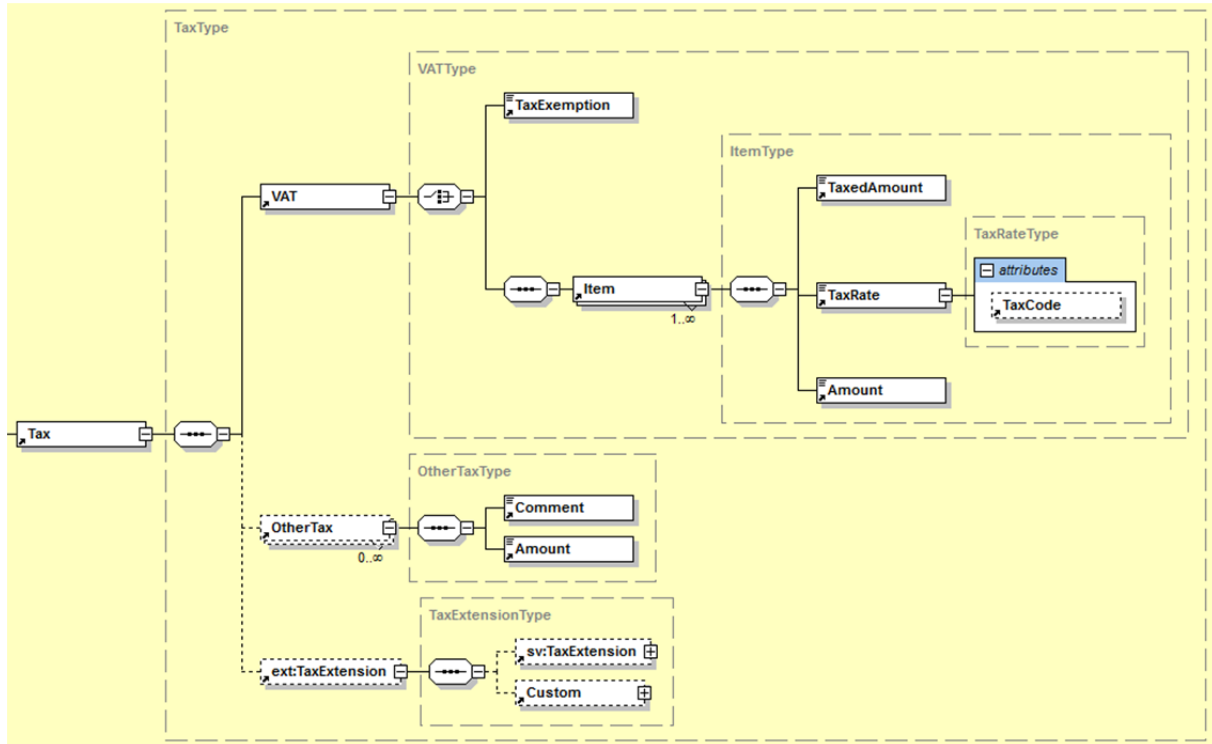 TaxType
VATType
TaxExemption
ItemType
VAT
TaxedAmount
TaxRateType
attributes
Item
TaxRate
TaxCode
1..∞
Amount
Tax
OtherTaxType
Comment
OtherTax
Amount
0..∞
TaxExtensionType
sv:TaxExtension
ext:TaxExtension
Custom